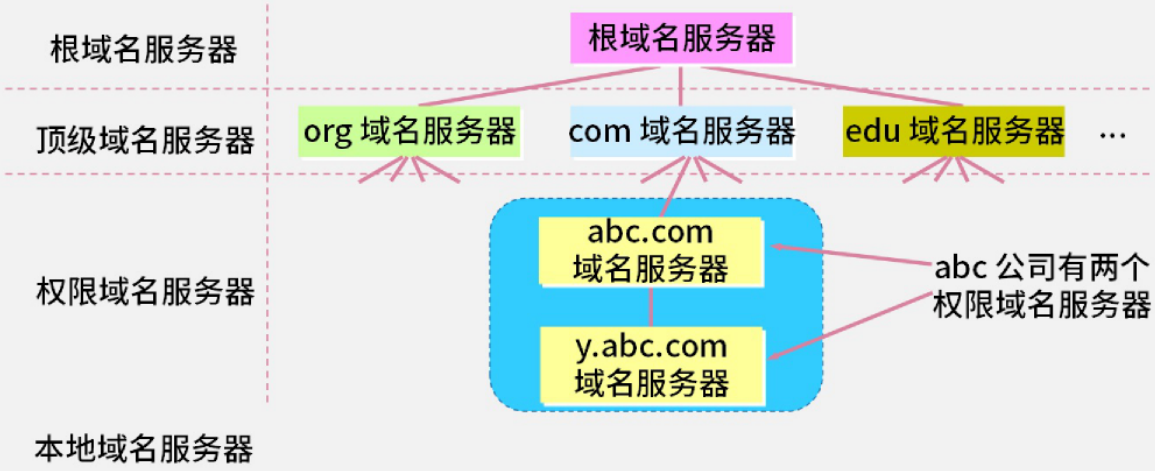 根域名服务器
根域名服务器
顶级域名服务器
org 域名服务器
com 域名服务器
edu 域名服务器
...
权限域名服务器
abc.com
域名服务器
y.abc.com
域名服务器
abc 公司有两个
权限域名服务器
本地域名服务器